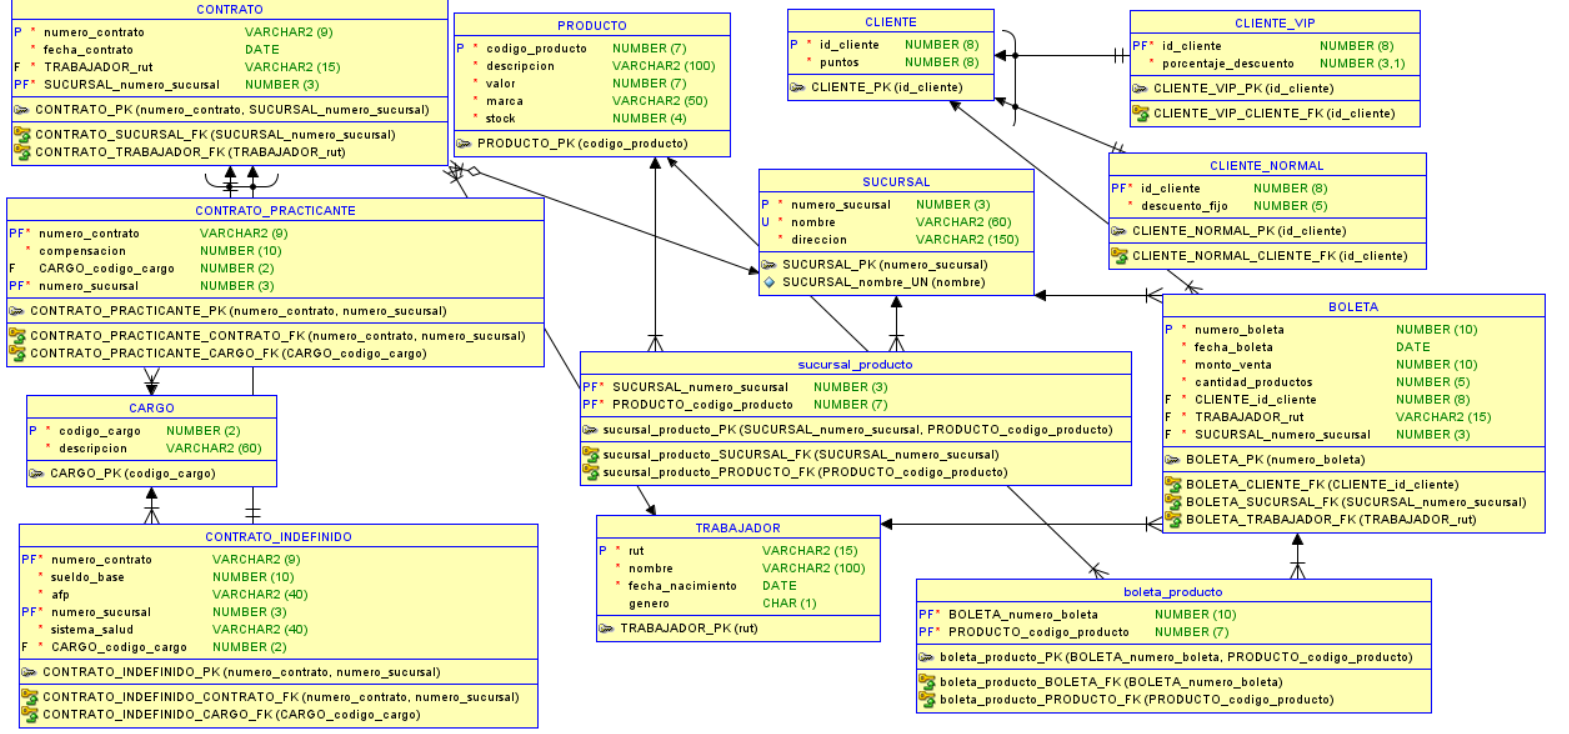 CONTRATO
P * numero_contrato VARCHAR2 (9)
* fecha_contrato DATE
F * TRABAJADOR_rut VARCHAR2 (15)
PF* SUCURSAL_numero_sucursal NUMBER (3)
CONTRATO_PK (numero_contrato, SUCURSAL_numero_sucursal)
CONTRATO_SUCURSAL_FK (SUCURSAL_numero_sucursal)
CONTRATO_TRABAJADOR_FK (TRABAJADOR_rut)
PRODUCTO
P * codigo_producto NUMBER (7)
* descripcion VARCHAR2 (100)
* valor NUMBER (7)
* marca VARCHAR2 (50)
* stock NUMBER (4)
PRODUCTO_PK (codigo_producto)
CLIENTE
P * id_cliente NUMBER (8)
* puntos NUMBER (8)
CLIENTE_PK (id_cliente)
CLIENTE_VIP
PF* id_cliente NUMBER (8)
* porcentaje_descuento NUMBER (3,1)
CLIENTE_VIP_PK (id_cliente)
CLIENTE_VIP_CLIENTE_FK (id_cliente)
CLIENTE_NORMAL
PF* id_cliente NUMBER (8)
* descuento_fijo NUMBER (5)
CLIENTE_NORMAL_PK (id_cliente)
CLIENTE_NORMAL_CLIENTE_FK (id_cliente)
SUCURSAL
P * numero_sucursal NUMBER (3)
U * nombre VARCHAR2 (60)
* direccion VARCHAR2 (150)
SUCURSAL_PK (numero_sucursal)
SUCURSAL_nombre_UN (nombre)
CONTRATO_PRACTICANTE
PF* numero_contrato VARCHAR2 (9)
* compensacion NUMBER (10)
F CARGO_codigo_cargo NUMBER (2)
PF* numero_sucursal NUMBER (3)
CONTRATO_PRACTICANTE_PK (numero_contrato, numero_sucursal)
CONTRATO_PRACTICANTE_CONTRATO_FK (numero_contrato, numero_sucursal)
CONTRATO_PRACTICANTE_CARGO_FK (CARGO_codigo_cargo)
BOLETA
P * numero_boleta NUMBER (10)
* fecha_boleta DATE
* monto_venta NUMBER (10)
* cantidad_productos NUMBER (5)
F * CLIENTE_id_cliente NUMBER (8)
F * TRABAJADOR_rut VARCHAR2 (15)
F * SUCURSAL_numero_sucursal NUMBER (3)
BOLETA_PK (numero_boleta)
BOLETA_CLIENTE_FK (CLIENTE_id_cliente)
BOLETA_SUCURSAL_FK (SUCURSAL_numero_sucursal)
BOLETA_TRABAJADOR_FK (TRABAJADOR_rut)
sucursal_producto
PF* SUCURSAL_numero_sucursal NUMBER (3)
PF* PRODUCTO_codigo_producto NUMBER (7)
sucursal_producto_PK (SUCURSAL_numero_sucursal, PRODUCTO_codigo_producto)
sucursal_producto_SUCURSAL_FK (SUCURSAL_numero_sucursal)
sucursal_producto_PRODUCTO_FK (PRODUCTO_codigo_producto)
CARGO
P * codigo_cargo NUMBER (2)
* descripcion VARCHAR2 (60)
CARGO_PK (codigo_cargo)
CONTRATO_INDEFINIDO
PF* numero_contrato VARCHAR2 (9)
* sueldo_base NUMBER (10)
* afp VARCHAR2 (40)
PF* numero_sucursal NUMBER (3)
* sistema_salud VARCHAR2 (40)
F * CARGO_codigo_cargo NUMBER (2)
CONTRATO_INDEFINIDO_PK (numero_contrato, numero_sucursal)
CONTRATO_INDEFINIDO_CONTRATO_FK (numero_contrato, numero_sucursal)
CONTRATO_INDEFINIDO_CARGO_FK (CARGO_codigo_cargo)
TRABAJADOR
P * rut VARCHAR2 (15)
* nombre VARCHAR2 (100)
* fecha_nacimiento DATE
genero CHAR (1)
TRABAJADOR_PK (rut)
boleta_producto
PF* BOLETA_numero_boleta NUMBER (10)
PF* PRODUCTO_codigo_producto NUMBER (7)
boleta_producto_PK (BOLETA_numero_boleta, PRODUCTO_codigo_producto)
boleta_producto_BOLETA_FK (BOLETA_numero_boleta)
boleta_producto_PRODUCTO_FK (PRODUCTO_codigo_producto)